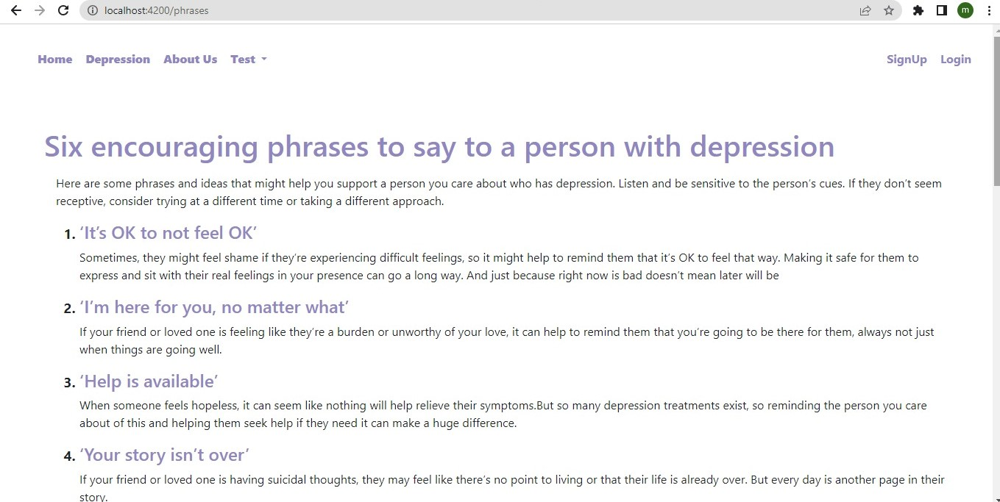 localhost:4200/phrases
m
Home Depression About Us Test SignUp Login
Six encouraging phrases to say to a person with depression
Here are some phrases and ideas that might help you support a person you care about who has depression. Listen and be sensitive to the person’s cues. If they don’t seem
receptive, consider trying at a different time or taking a different approach.
1. ‘It’s OK to not feel OK’
Sometimes, they might feel shame if they’re experiencing difficult feelings, so it might help to remind them that it’s OK to feel that way. Making it safe for them to
express and sit with their real feelings in your presence can go a long way. And just because right now is bad doesn’t mean later will be
2. ‘I’m here for you, no matter what’
If your friend or loved one is feeling like they’re a burden or unworthy of your love, it can help to remind them that you’re going to be there for them, always not just
when things are going well.
3. ‘Help is available’
When someone feels hopeless, it can seem like nothing will help relieve their symptoms.But so many depression treatments exist, so reminding the person you care
about of this and helping them seek help if they need it can make a huge difference.
4. ‘Your story isn’t over’
If your friend or loved one is having suicidal thoughts, they may feel like there’s no point to living or that their life is already over. But every day is another page in their
story.